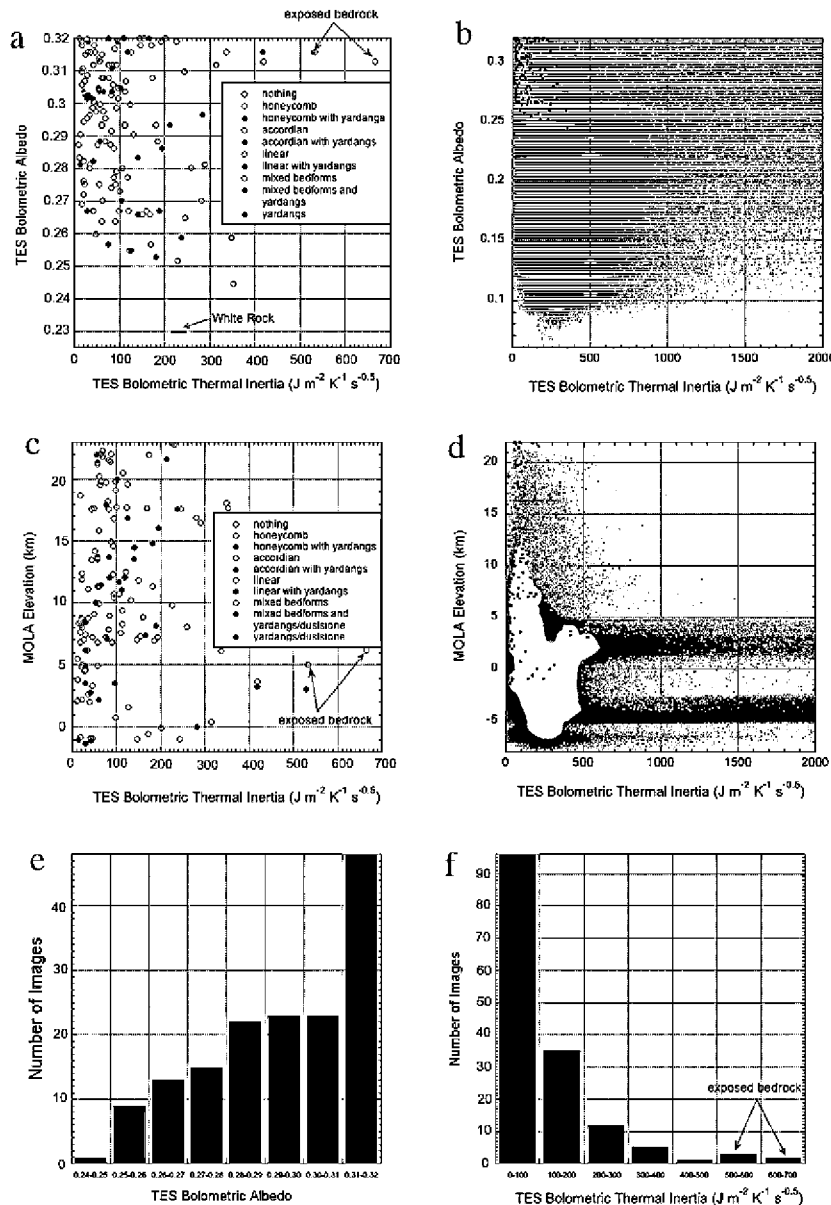 exposed bedrock
a
0.32
0.31
0.3
0.29
0.28
0.27
0.26
0.25
0.24
0.23
TES Bolometric Albedo
nothing
honeycomb
honeycomb with yardangs
accordian
accordian with yardangs
linear
linear with yardangs
mixed bedforms
mixed bedforms and
yardangs
yardangs
White Rock
0 100 200 300 400 500 600 700
TES Bolometric Thermal Inertia (J m-2 K-1 s-0.5)
b
0.3
0.25
0.2
0.15
0.1
TES Bolometric Albedo
0 500 1000 1500 2000
TES Bolometric Thermal Inertia (J m-2 K-1 s-0.5)
c
20
15
10
5
0
MOLA Elevation (km)
nothing
honeycomb
honeycomb with yardangs
accordian
accordian with yardangs
linear
linear with yardangs
mixed bedforms
mixed bedforms and
exposed bedrock
0 100 200 300 400 500 600 700
TES Bolometric Thermal Inertia (J m-2 K-1 s-0.5)
d
20
15
10
5
0
-5
MOLA Elevation (km)
0 500 1000 1500 2000
TES Bolometric Thermal Inertia (J m-2 K-1 s-0.5)
e
40
30
20
10
0
Number of Images
0.24-0.25 0.25-0.26 0.26-0.27 0.27-0.28 0.28-0.29 0.29-0.30 0.30-0.31 0.31-0.32
TES Bolometric Albedo
f
90
80
70
60
50
40
30
20
10
0
Number of Images
exposed bedrock
0-100 100-200 200-300 300-400 400-500 500-600 600-700
TES Bolometric Thermal Inertia (J m-2 K-1 s-0.5)